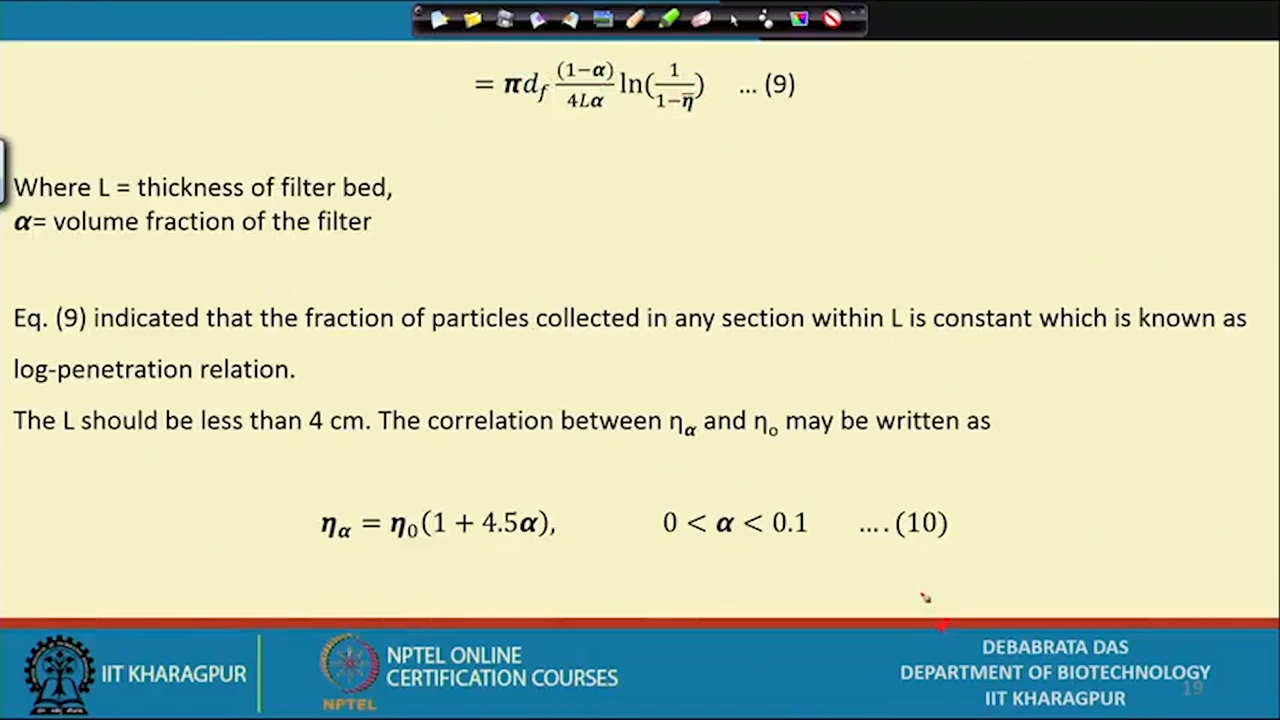 = πd_f (1−α)/4Lα ln(1/1−η̅) ... (9)
Where L = thickness of filter bed,
α= volume fraction of the filter
Eq. (9) indicated that the fraction of particles collected in any section within L is constant which is known as
log-penetration relation.
The L should be less than 4 cm. The correlation between η_α and η_o may be written as
η_α = η_0(1 + 4.5α), 0 < α < 0.1 .... (10)
IIT KHARAGPUR
NPTEL
NPTEL ONLINE
CERTIFICATION COURSES
DEBABRATA DAS
DEPARTMENT OF BIOTECHNOLOGY
IIT KHARAGPUR
19